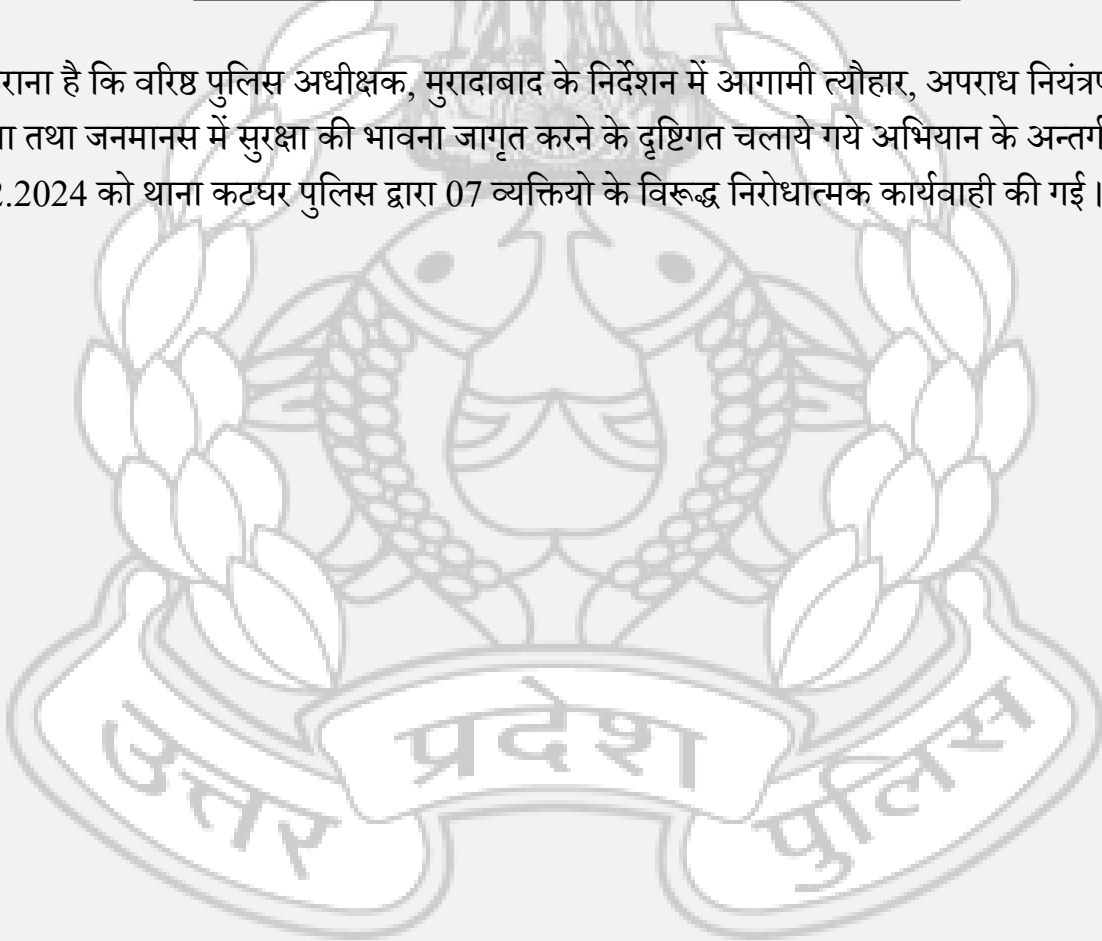 राना है कि वरिष्ठ पुलिस अधीक्षक, मुरादाबाद के निर्देशन में आगामी त्यौहार, अपराध नियंत्रण
तथा जनमानस में सुरक्षा की भावना जागृत करने के दृष्टिगत चलाये गये अभियान के अन्तर्ग
.2024 को थाना कटघर पुलिस द्वारा 07 व्यक्तियो के विरूद्ध निरोधात्मक कार्यवाही की गई।
उत्तर प्रदेश पुलिस